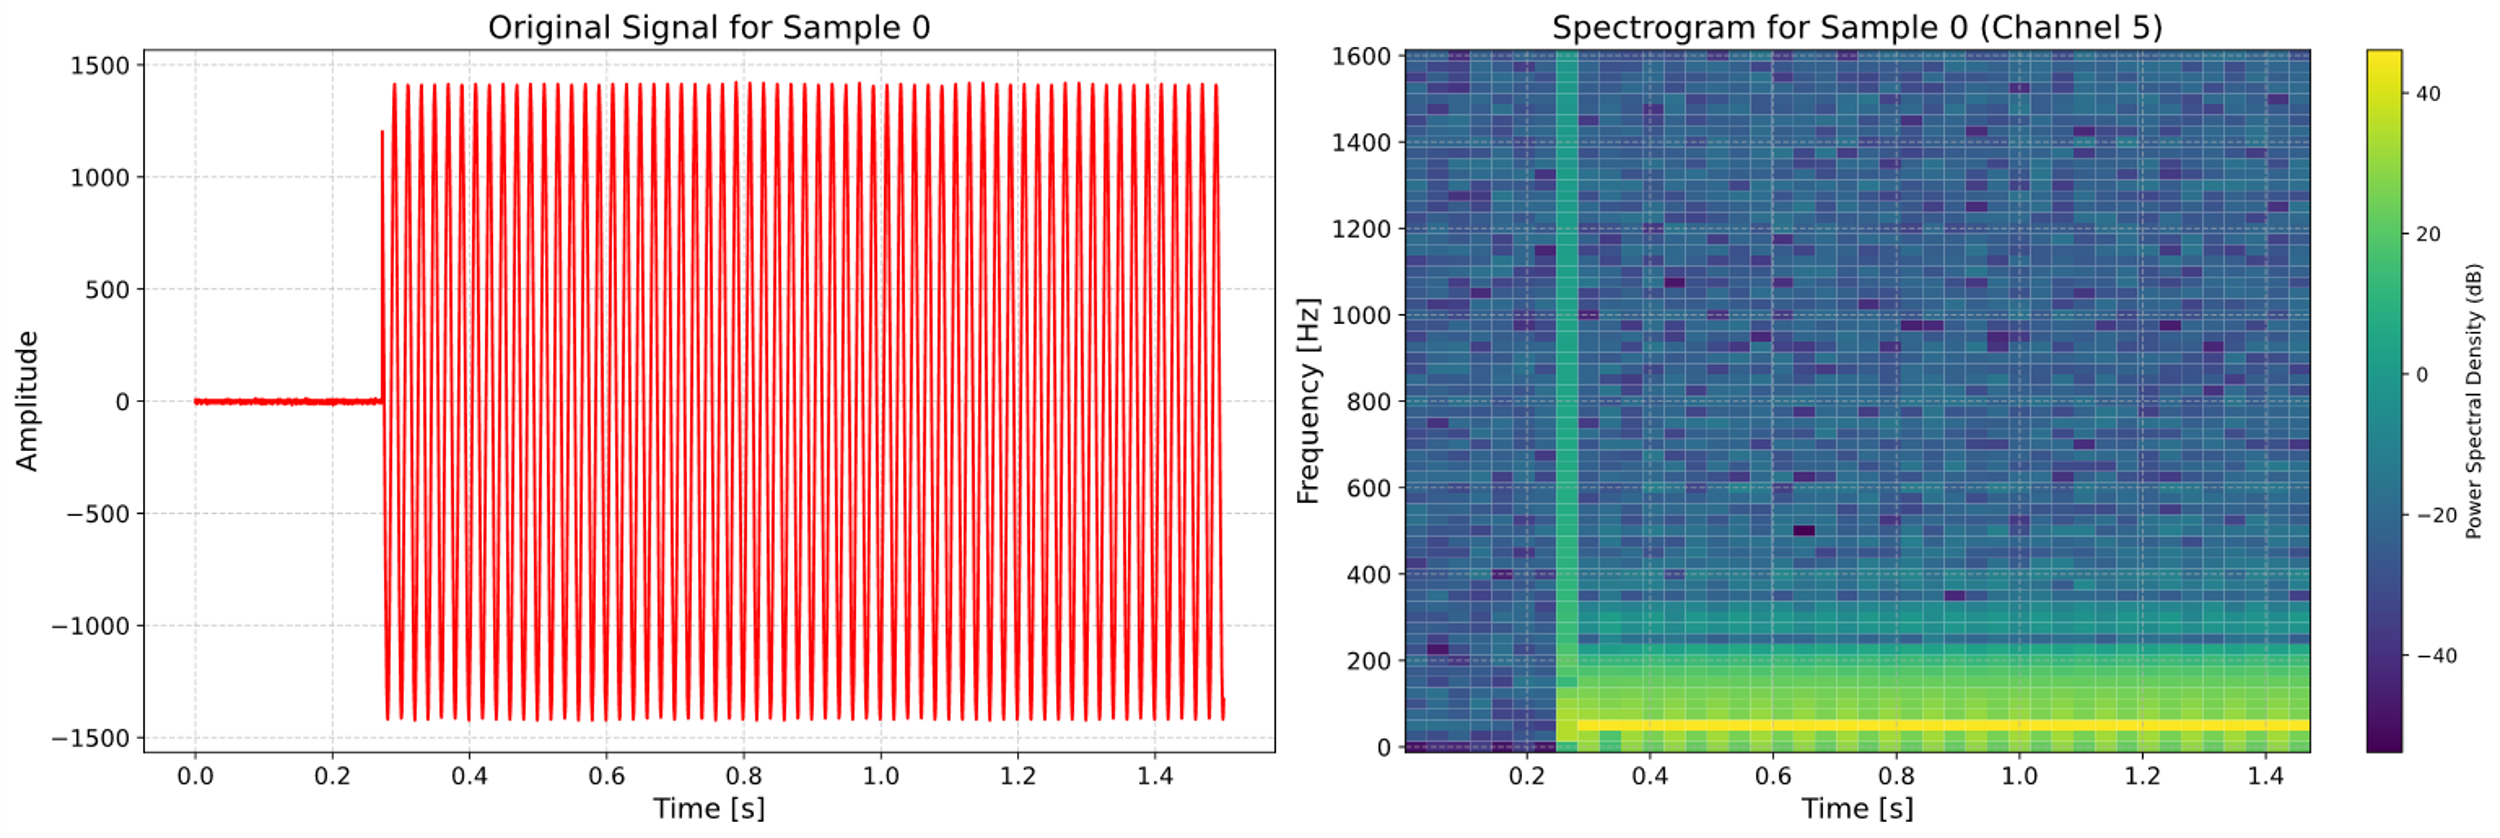 Original Signal for Sample 0
1500
1000
500
0
−500
−1000
−1500
Amplitude
0.0 0.2 0.4 0.6 0.8 1.0 1.2 1.4
Time [s]
Spectrogram for Sample 0 (Channel 5)
1600
1400
1200
1000
800
600
400
200
0
Frequency [Hz]
0.2 0.4 0.6 0.8 1.0 1.2 1.4
Time [s]
40
20
0
−20
−40
Power Spectral Density (dB)